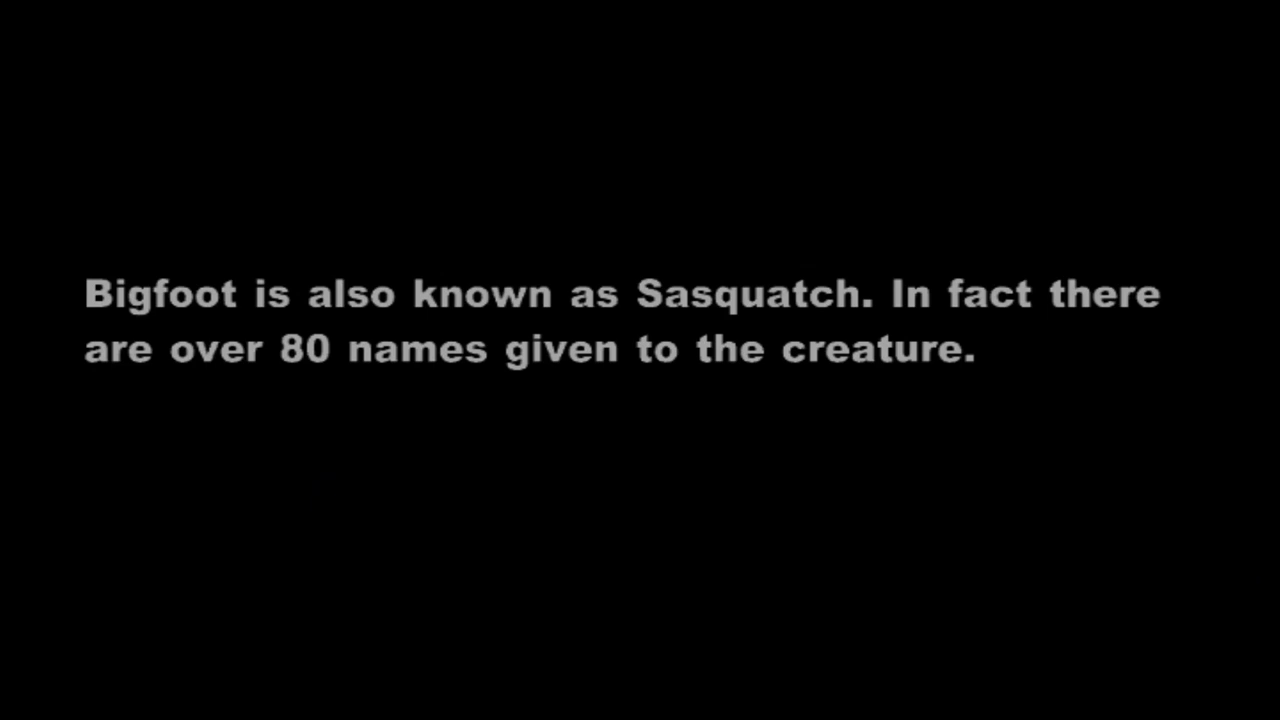 Bigfoot is also known as Sasquatch. In fact there
are over 80 names given to the creature.